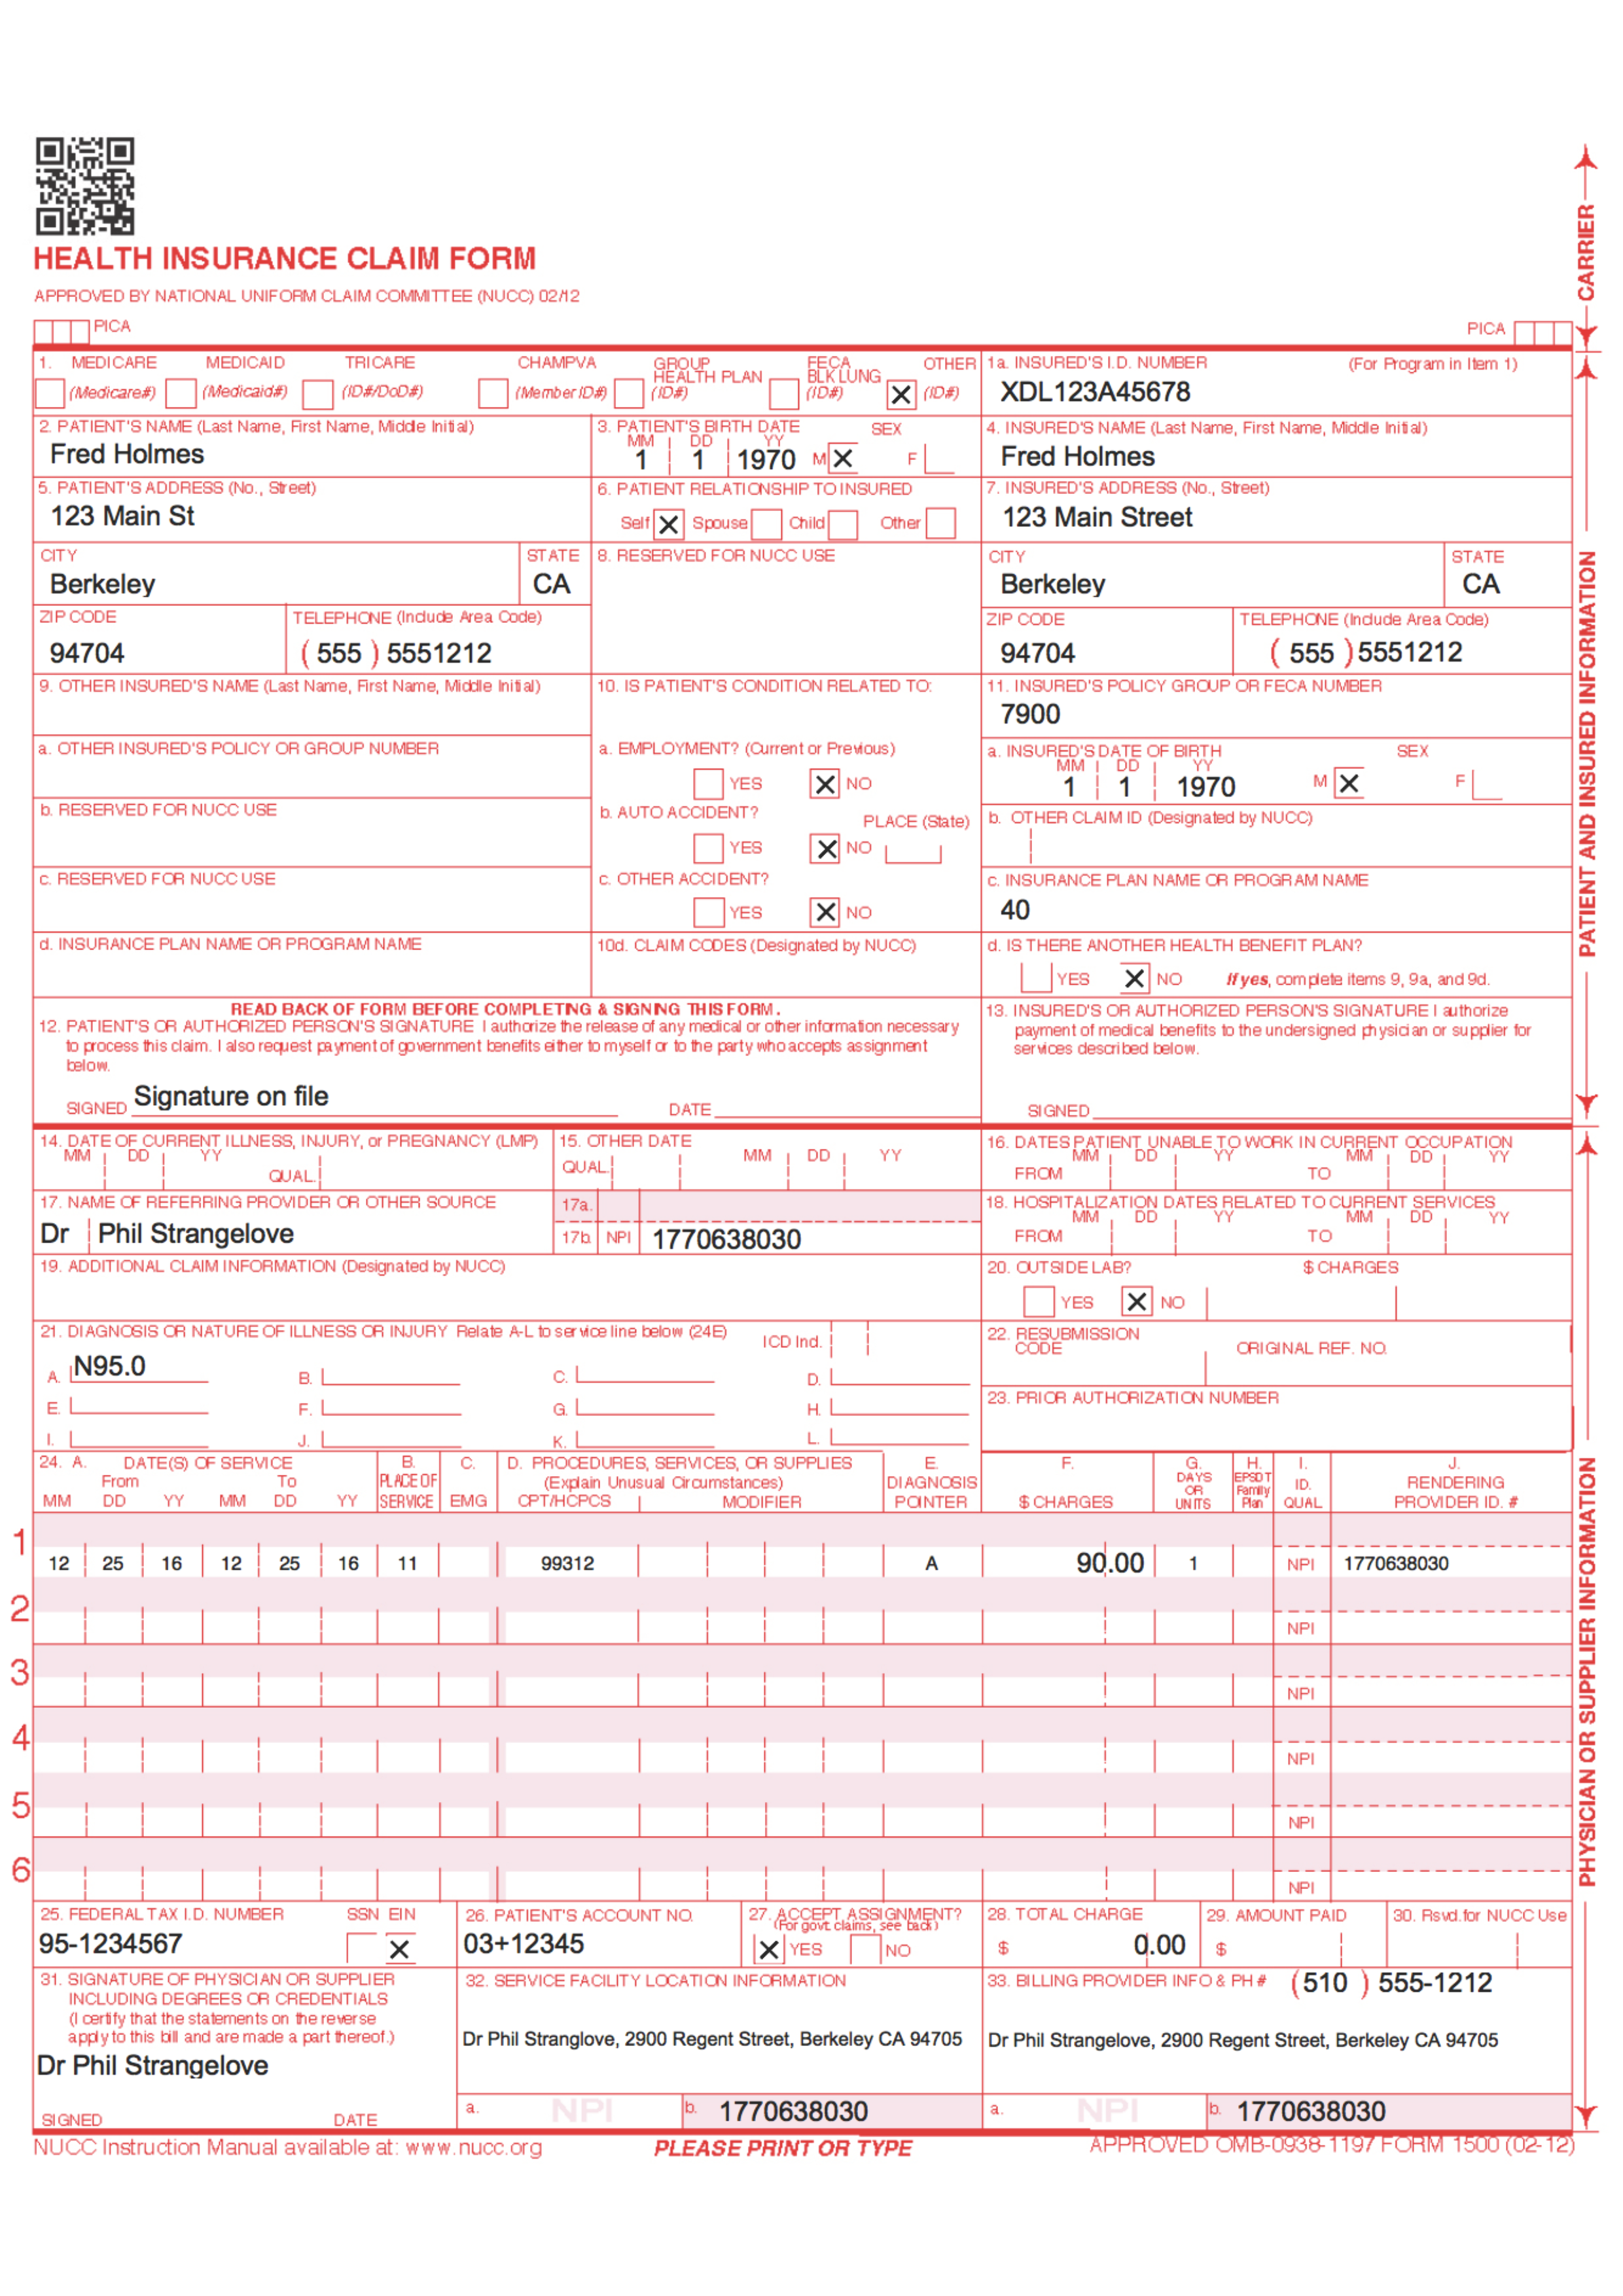 HEALTH INSURANCE CLAIM FORM
APPROVED BY NATIONAL UNIFORM CLAIM COMMITTEE (NUCC) 02/12
PICA
PICA
CARRIER
1. MEDICARE MEDICAID TRICARE CHAMPVA GROUP HEALTH PLAN FECA BLK LUNG OTHER
(Medicare#) (Medicaid#) (ID#/DoD#) (Member ID#) (ID#) (ID#) X (ID#)
1a. INSURED'S I.D. NUMBER (For Program in Item 1)
XDL123A45678
2. PATIENT'S NAME (Last Name, First Name, Middle Initial)
Fred Holmes
3. PATIENT'S BIRTH DATE SEX
MM DD YY
1 1 1970 M X F
4. INSURED'S NAME (Last Name, First Name, Middle Initial)
Fred Holmes
5. PATIENT'S ADDRESS (No., Street)
123 Main St
6. PATIENT RELATIONSHIP TO INSURED
Self X Spouse Child Other
7. INSURED'S ADDRESS (No., Street)
123 Main Street
CITY STATE
Berkeley CA
8. RESERVED FOR NUCC USE
CITY STATE
Berkeley CA
ZIP CODE TELEPHONE (Include Area Code)
94704 ( 555 ) 5551212
ZIP CODE TELEPHONE (Include Area Code)
94704 ( 555 ) 5551212
9. OTHER INSURED'S NAME (Last Name, First Name, Middle Initial)
10. IS PATIENT'S CONDITION RELATED TO:
11. INSURED'S POLICY GROUP OR FECA NUMBER
7900
a. OTHER INSURED'S POLICY OR GROUP NUMBER
a. EMPLOYMENT? (Current or Previous)
YES X NO
a. INSURED'S DATE OF BIRTH SEX
MM DD YY
1 1 1970 M X F
b. RESERVED FOR NUCC USE
b. AUTO ACCIDENT? PLACE (State)
YES X NO
b. OTHER CLAIM ID (Designated by NUCC)
c. RESERVED FOR NUCC USE
c. OTHER ACCIDENT?
YES X NO
c. INSURANCE PLAN NAME OR PROGRAM NAME
40
d. INSURANCE PLAN NAME OR PROGRAM NAME
10d. CLAIM CODES (Designated by NUCC)
d. IS THERE ANOTHER HEALTH BENEFIT PLAN?
YES X NO If yes, complete items 9, 9a, and 9d.
READ BACK OF FORM BEFORE COMPLETING & SIGNING THIS FORM.
12. PATIENT'S OR AUTHORIZED PERSON'S SIGNATURE I authorize the release of any medical or other information necessary
to process this claim. I also request payment of government benefits either to myself or to the party who accepts assignment
below.
SIGNED Signature on file DATE
13. INSURED'S OR AUTHORIZED PERSON'S SIGNATURE I authorize
payment of medical benefits to the undersigned physician or supplier for
services described below.
SIGNED
PATIENT AND INSURED INFORMATION
14. DATE OF CURRENT ILLNESS, INJURY, or PREGNANCY (LMP)
MM DD YY QUAL.
15. OTHER DATE
QUAL. MM DD YY
16. DATES PATIENT UNABLE TO WORK IN CURRENT OCCUPATION
MM DD YY MM DD YY
FROM TO
17. NAME OF REFERRING PROVIDER OR OTHER SOURCE
Dr Phil Strangelove
17a.
17b. NPI 1770638030
18. HOSPITALIZATION DATES RELATED TO CURRENT SERVICES
MM DD YY MM DD YY
FROM TO
19. ADDITIONAL CLAIM INFORMATION (Designated by NUCC)
20. OUTSIDE LAB? $ CHARGES
YES X NO
21. DIAGNOSIS OR NATURE OF ILLNESS OR INJURY Relate A-L to service line below (24E) ICD Ind.
A. N95.0 B. C. D.
E. F. G. H.
I. J. K. L.
22. RESUBMISSION CODE ORIGINAL REF. NO.
23. PRIOR AUTHORIZATION NUMBER
24. A. DATE(S) OF SERVICE B. C. D. PROCEDURES, SERVICES, OR SUPPLIES E. F. G. H. I. J.
From To PLACE OF (Explain Unusual Circumstances) DIAGNOSIS DAYS OR EPSDT Family ID. RENDERING
MM DD YY MM DD YY SERVICE EMG CPT/HCPCS MODIFIER POINTER $ CHARGES UNITS Plan QUAL PROVIDER ID. #
1
12 25 16 12 25 16 11 99312 A 90.00 1 NPI 1770638030
2
NPI
3
NPI
4
NPI
5
NPI
6
NPI
25. FEDERAL TAX I.D. NUMBER SSN EIN
95-1234567 X
26. PATIENT'S ACCOUNT NO.
03+12345
27. ACCEPT ASSIGNMENT?
(For govt. claims, see back)
X YES NO
28. TOTAL CHARGE
$ 0.00
29. AMOUNT PAID
$
30. Rsvd.for NUCC Use
31. SIGNATURE OF PHYSICIAN OR SUPPLIER
INCLUDING DEGREES OR CREDENTIALS
(I certify that the statements on the reverse
apply to this bill and are made a part thereof.)
Dr Phil Strangelove
SIGNED DATE
32. SERVICE FACILITY LOCATION INFORMATION
Dr Phil Stranglove, 2900 Regent Street, Berkeley CA 94705
a. NPI b. 1770638030
33. BILLING PROVIDER INFO & PH # (510 ) 555-1212
Dr Phil Strangelove, 2900 Regent Street, Berkeley CA 94705
a. NPI b. 1770638030
PHYSICIAN OR SUPPLIER INFORMATION
NUCC Instruction Manual available at: www.nucc.org
PLEASE PRINT OR TYPE
APPROVED OMB-0938-1197 FORM 1500 (02-12)